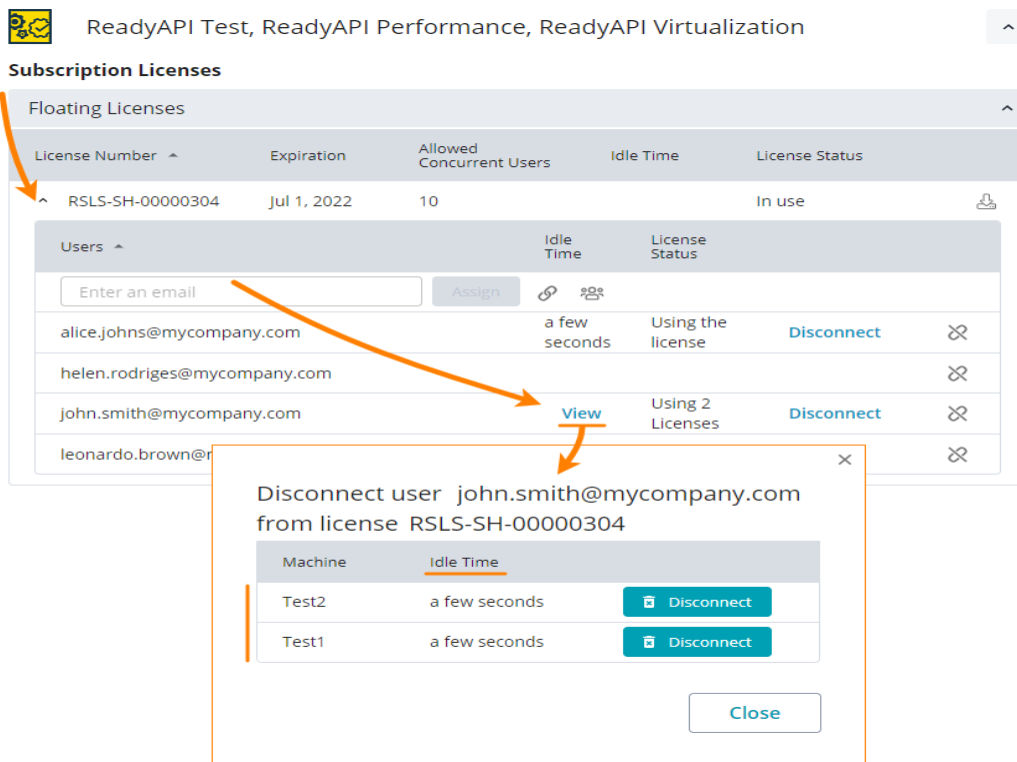 ReadyAPI Test, ReadyAPI Performance, ReadyAPI Virtualization
Subscription Licenses
Floating Licenses
License Number Expiration Allowed Concurrent Users Idle Time License Status
RSLS-SH-00000304 Jul 1, 2022 10 In use
Users Idle Time License Status
Enter an email Assign
alice.johns@mycompany.com a few seconds Using the license Disconnect
helen.rodriges@mycompany.com
john.smith@mycompany.com View Using 2 Licenses Disconnect
leonardo.brown@
Disconnect user john.smith@mycompany.com
from license RSLS-SH-00000304
Machine Idle Time
Test2 a few seconds Disconnect
Test1 a few seconds Disconnect
Close